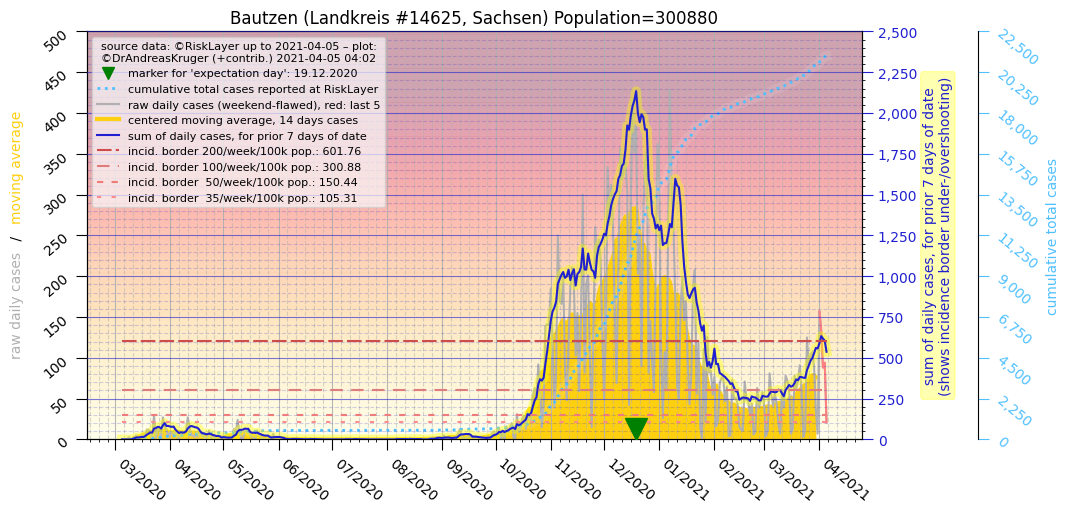 Bautzen (Landkreis #14625, Sachsen) Population=300880
source data: ©RiskLayer up to 2021-04-05 – plot:
©DrAndreasKruger (+contrib.) 2021-04-05 04:02
marker for 'expectation day': 19.12.2020
cumulative total cases reported at RiskLayer
raw daily cases (weekend-flawed), red: last 5
centered moving average, 14 days cases
sum of daily cases, for prior 7 days of date
incid. border 200/week/100k pop.: 601.76
incid. border 100/week/100k pop.: 300.88
incid. border  50/week/100k pop.: 150.44
incid. border  35/week/100k pop.: 105.31
raw daily cases / moving average
500
450
400
350
300
250
200
150
100
50
0
03/2020
04/2020
05/2020
06/2020
07/2020
08/2020
09/2020
10/2020
11/2020
12/2020
01/2021
02/2021
03/2021
04/2021
2,500
2,250
2,000
1,750
1,500
1,250
1,000
750
500
250
0
sum of daily cases, for prior 7 days of date
(shows incidence border under-/overshooting)
22,500
20,250
18,000
15,750
13,500
11,250
9,000
6,750
4,500
2,250
0
cumulative total cases